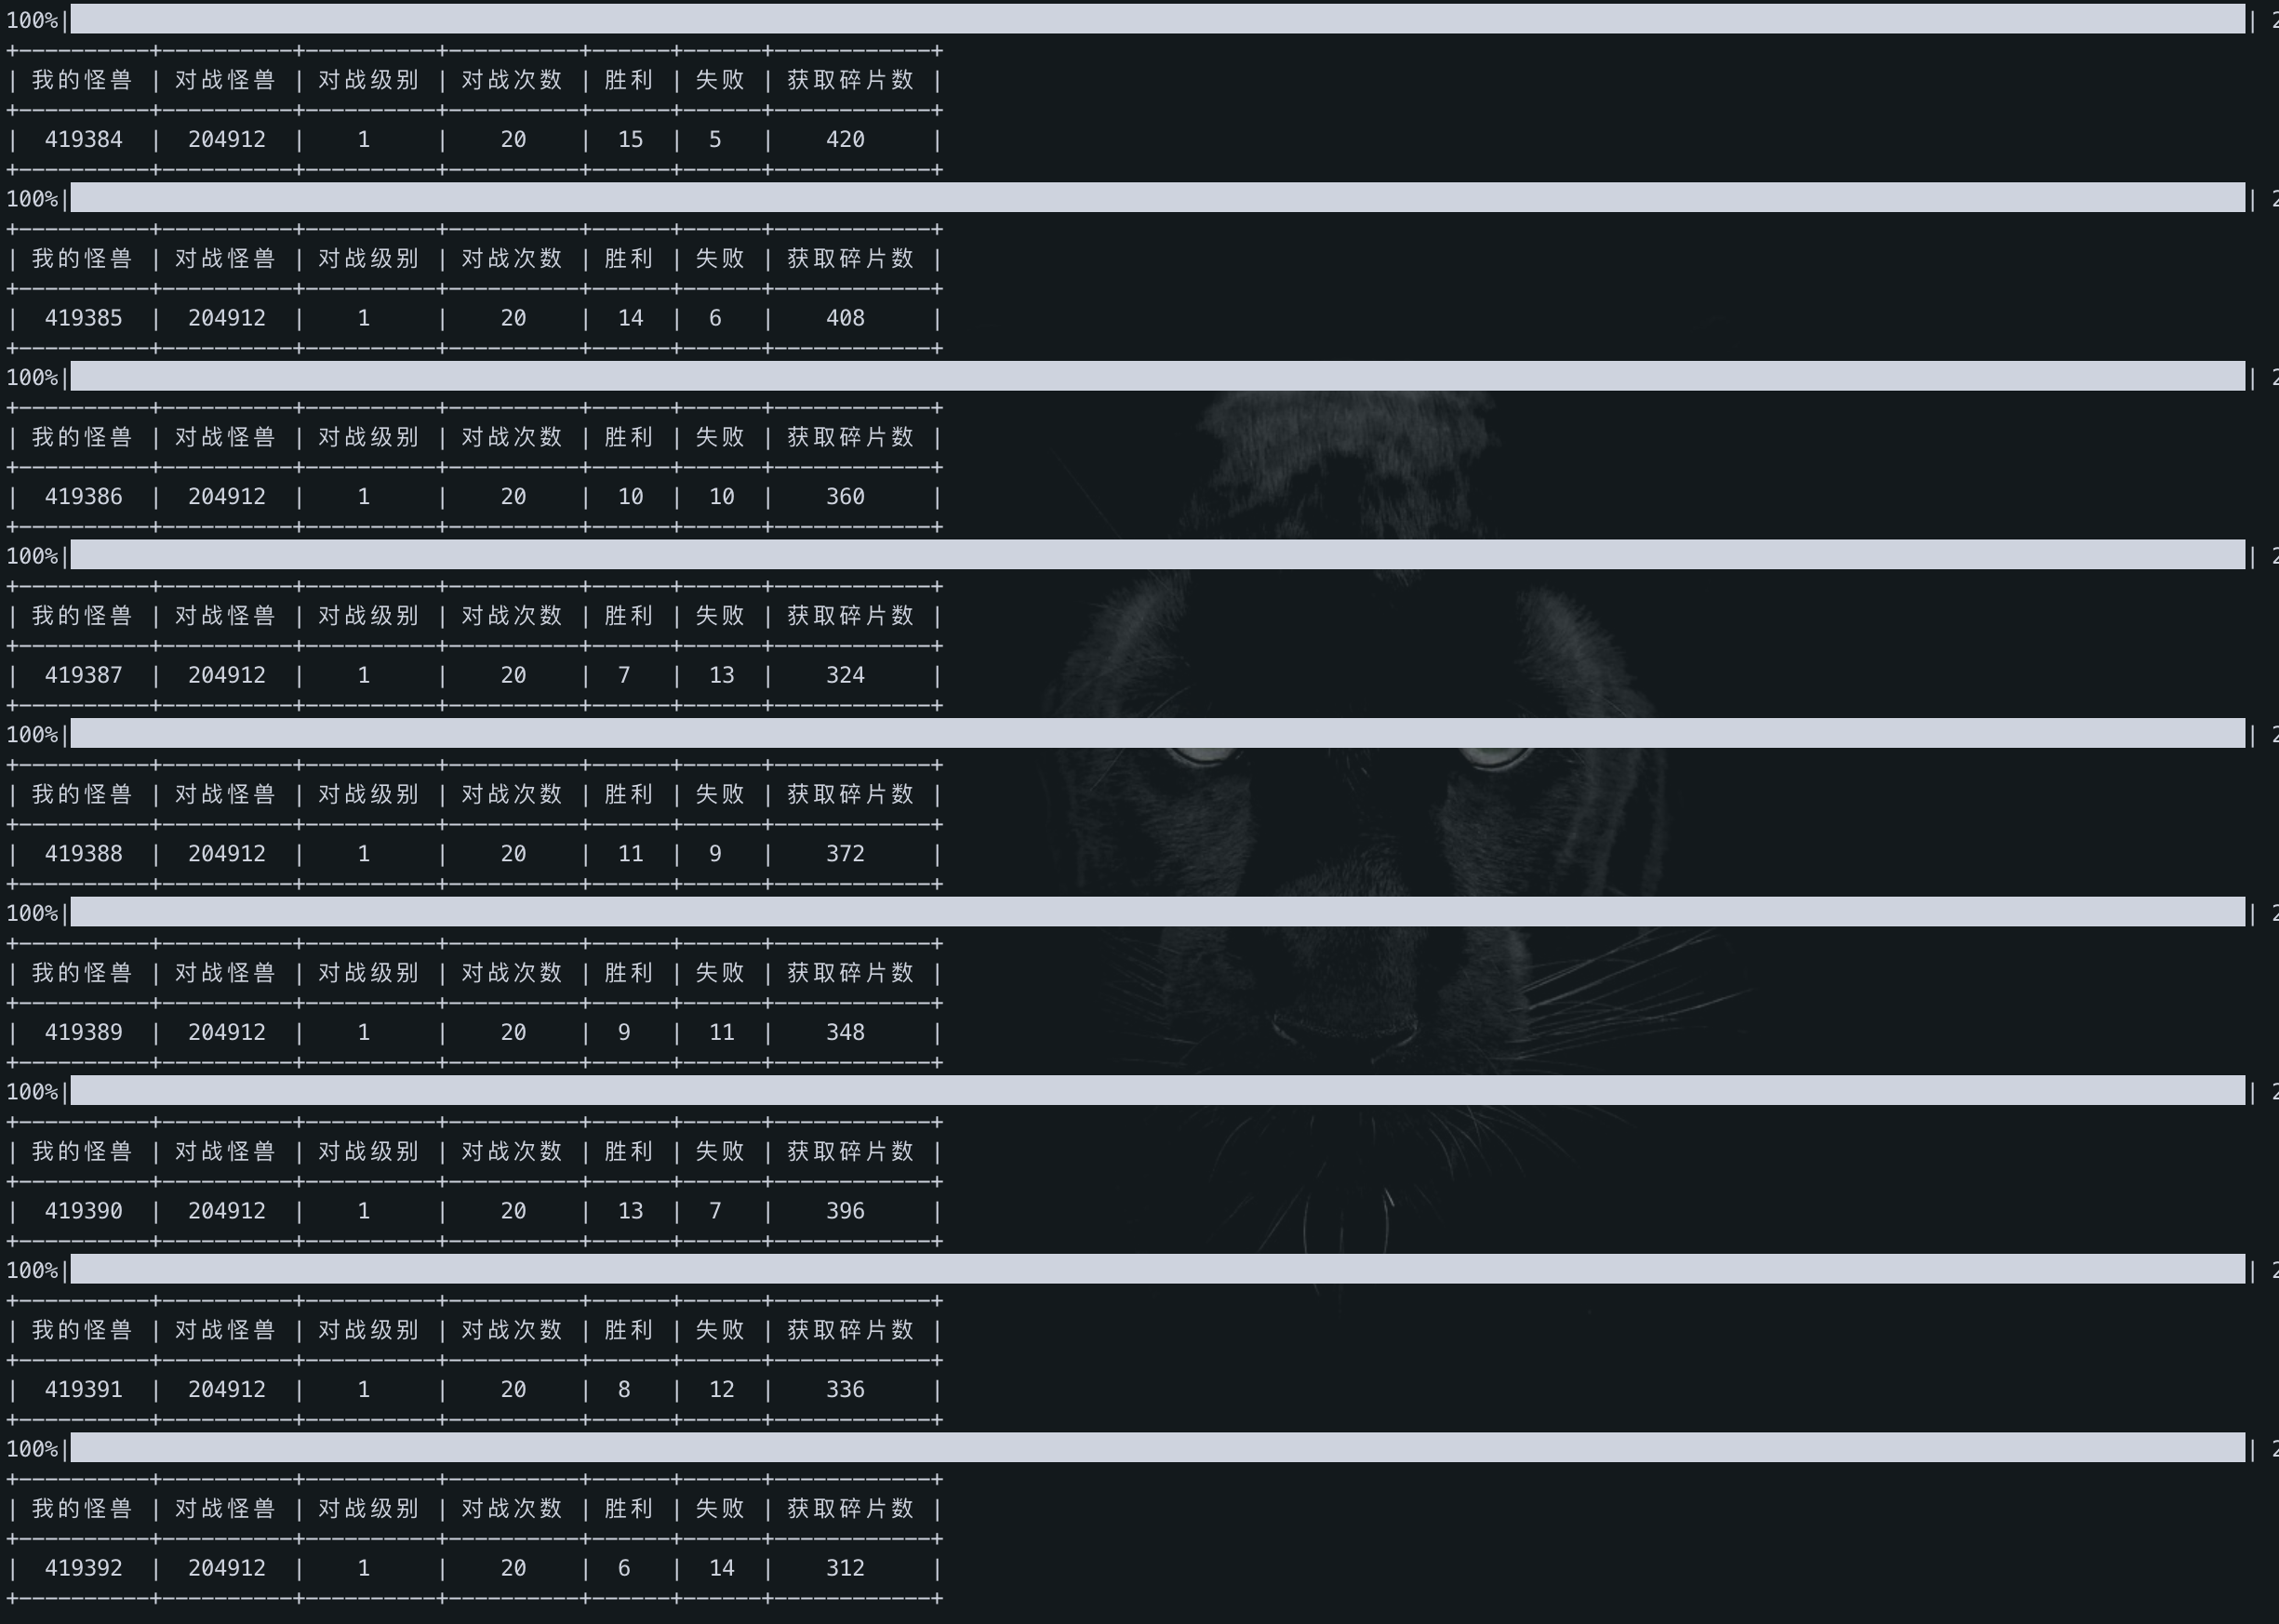 100%| | 2
| 我的怪兽 | 对战怪兽 | 对战级别 | 对战次数 | 胜利 | 失败 | 获取碎片数 |
| 419384 | 204912 | 1 | 20 | 15 | 5 | 420 |
100%| | 2
| 我的怪兽 | 对战怪兽 | 对战级别 | 对战次数 | 胜利 | 失败 | 获取碎片数 |
| 419385 | 204912 | 1 | 20 | 14 | 6 | 408 |
100%| | 2
| 我的怪兽 | 对战怪兽 | 对战级别 | 对战次数 | 胜利 | 失败 | 获取碎片数 |
| 419386 | 204912 | 1 | 20 | 10 | 10 | 360 |
100%| | 2
| 我的怪兽 | 对战怪兽 | 对战级别 | 对战次数 | 胜利 | 失败 | 获取碎片数 |
| 419387 | 204912 | 1 | 20 | 7 | 13 | 324 |
100%| | 2
| 我的怪兽 | 对战怪兽 | 对战级别 | 对战次数 | 胜利 | 失败 | 获取碎片数 |
| 419388 | 204912 | 1 | 20 | 11 | 9 | 372 |
100%| | 2
| 我的怪兽 | 对战怪兽 | 对战级别 | 对战次数 | 胜利 | 失败 | 获取碎片数 |
| 419389 | 204912 | 1 | 20 | 9 | 11 | 348 |
100%| | 2
| 我的怪兽 | 对战怪兽 | 对战级别 | 对战次数 | 胜利 | 失败 | 获取碎片数 |
| 419390 | 204912 | 1 | 20 | 13 | 7 | 396 |
100%| | 2
| 我的怪兽 | 对战怪兽 | 对战级别 | 对战次数 | 胜利 | 失败 | 获取碎片数 |
| 419391 | 204912 | 1 | 20 | 8 | 12 | 336 |
100%| | 2
| 我的怪兽 | 对战怪兽 | 对战级别 | 对战次数 | 胜利 | 失败 | 获取碎片数 |
| 419392 | 204912 | 1 | 20 | 6 | 14 | 312 |